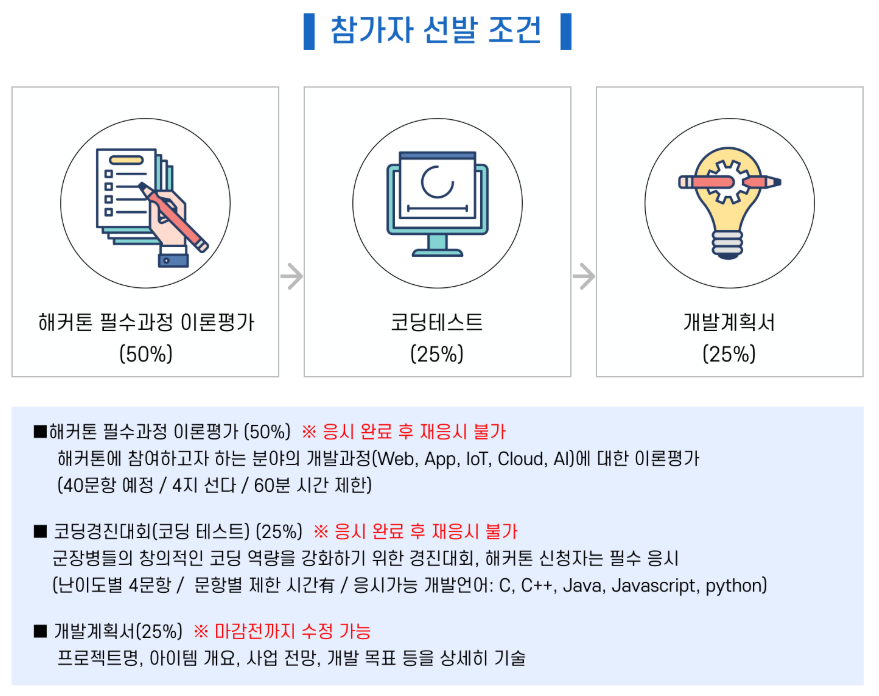 참가자 선발 조건
해커톤 필수과정 이론평가
(50%)
코딩테스트
(25%)
개발계획서
(25%)
■해커톤 필수과정 이론평가 (50%) ※ 응시 완료 후 재응시 불가
해커톤에 참여하고자 하는 분야의 개발과정(Web, App, IoT, Cloud, AI)에 대한 이론평가
(40문항 예정 / 4지 선다 / 60분 시간 제한)
■ 코딩경진대회(코딩 테스트) (25%) ※ 응시 완료 후 재응시 불가
군장병들의 창의적인 코딩 역량을 강화하기 위한 경진대회, 해커톤 신청자는 필수 응시
(난이도별 4문항 / 문항별 제한 시간有 / 응시가능 개발언어: C, C++, Java, Javascript, python)
■ 개발계획서(25%) ※ 마감전까지 수정 가능
프로젝트명, 아이템 개요, 사업 전망, 개발 목표 등을 상세히 기술